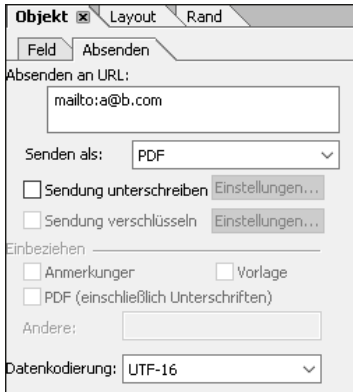 Objekt Layout Rand
Feld Absenden
Absenden an URL:
mailto:a@b.com
Senden als: PDF
Sendung unterschreiben Einstellungen...
Sendung verschlüsseln Einstellungen...
Einbeziehen
Anmerkunger Vorlage
PDF (einschließlich Unterschriften)
Andere:
Datenkodierung: UTF-16